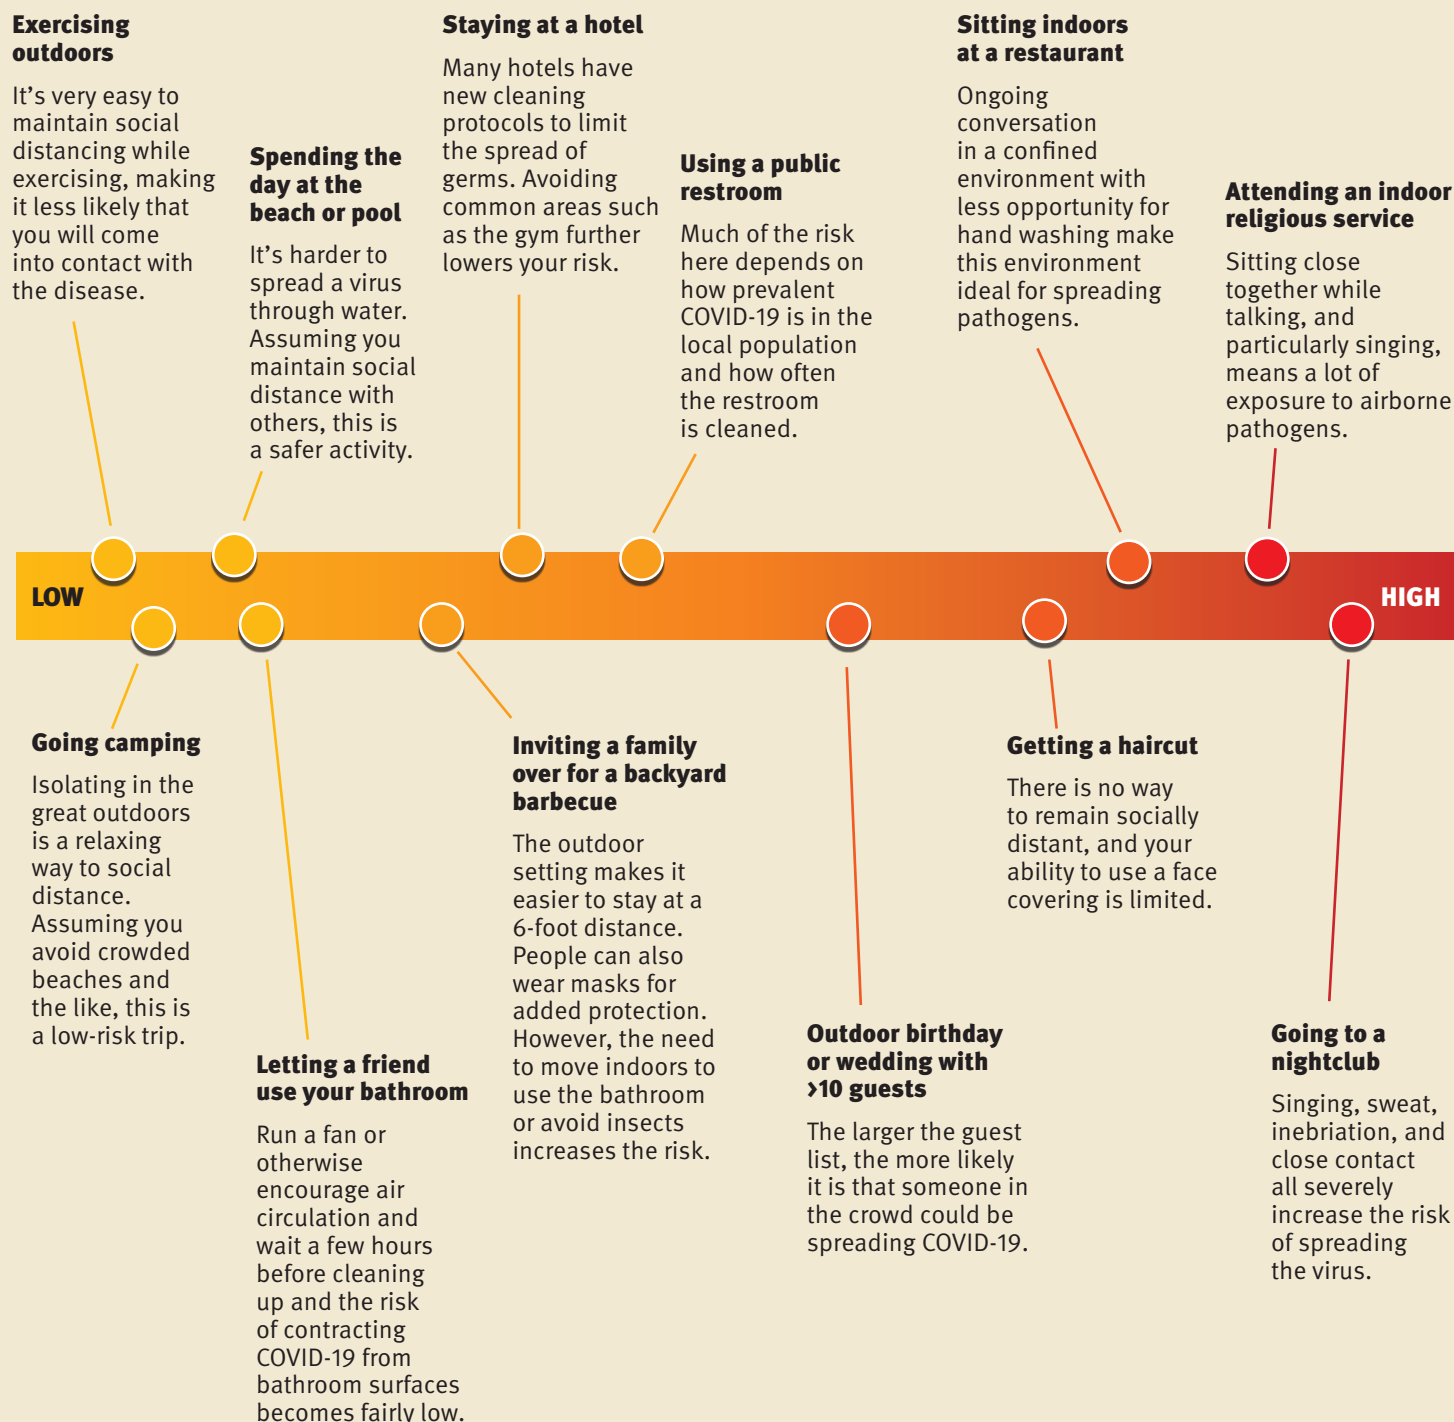 Exercising
outdoors
It's very easy to
maintain social
distancing while
exercising, making
it less likely that
you will come
into contact with
the disease.
Spending the
day at the
beach or pool
It's harder to
spread a virus
through water.
Assuming you
maintain social
distance with
others, this is
a safer activity.
Staying at a hotel
Many hotels have
new cleaning
protocols to limit
the spread of
germs. Avoiding
common areas such
as the gym further
lowers your risk.
Using a public
restroom
Much of the risk
here depends on
how prevalent
COVID-19 is in the
local population
and how often
the restroom
is cleaned.
Sitting indoors
at a restaurant
Ongoing
conversation
in a confined
environment with
less opportunity for
hand washing make
this environment
ideal for spreading
pathogens.
Attending an indoor
religious service
Sitting close
together while
talking, and
particularly singing,
means a lot of
exposure to airborne
pathogens.
LOW
HIGH
Going camping
Isolating in the
great outdoors
is a relaxing
way to social
distance.
Assuming you
avoid crowded
beaches and
the like, this is
a low-risk trip.
Letting a friend
use your bathroom
Run a fan or
otherwise
encourage air
circulation and
wait a few hours
before cleaning
up and the risk
of contracting
COVID-19 from
bathroom surfaces
becomes fairly low.
Inviting a family
over for a backyard
barbecue
The outdoor
setting makes it
easier to stay at a
6-foot distance.
People can also
wear masks for
added protection.
However, the need
to move indoors to
use the bathroom
or avoid insects
increases the risk.
Outdoor birthday
or wedding with
>10 guests
The larger the guest
list, the more likely
it is that someone in
the crowd could be
spreading COVID-19.
Getting a haircut
There is no way
to remain socially
distant, and your
ability to use a face
covering is limited.
Going to a
nightclub
Singing, sweat,
inebriation, and
close contact
all severely
increase the risk
of spreading
the virus.